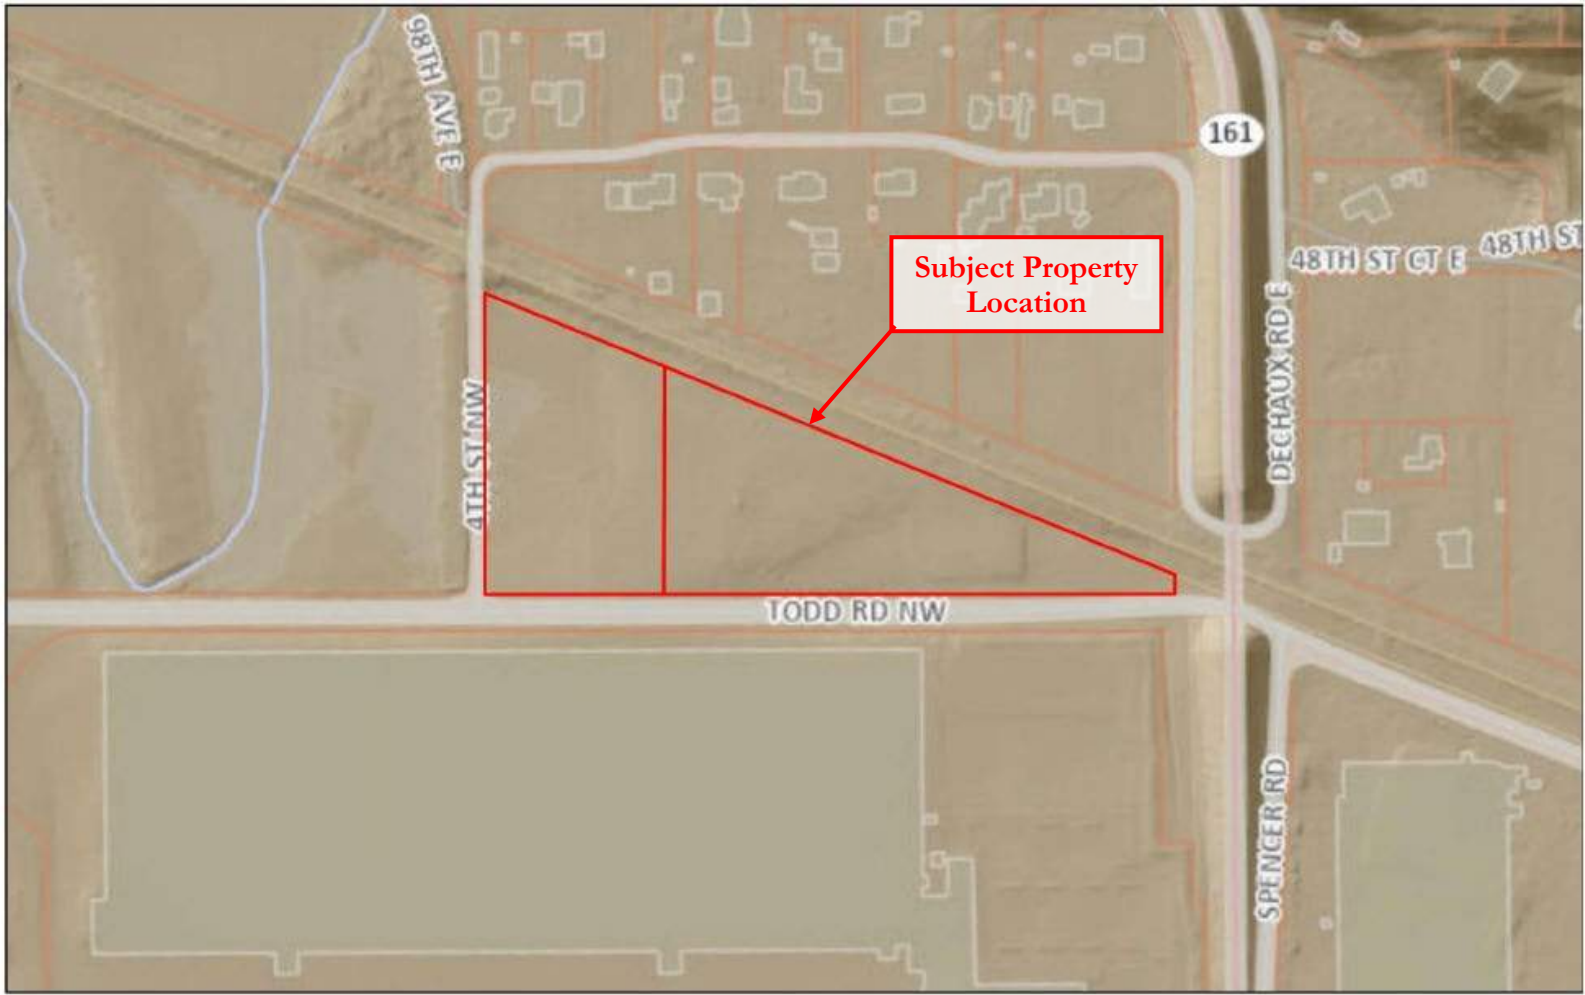 98TH AVE E
161
48TH ST CT E
48TH ST
Subject Property
Location
DECHAUX RD E
4TH ST NW
TODD RD NW
SPENCER RD